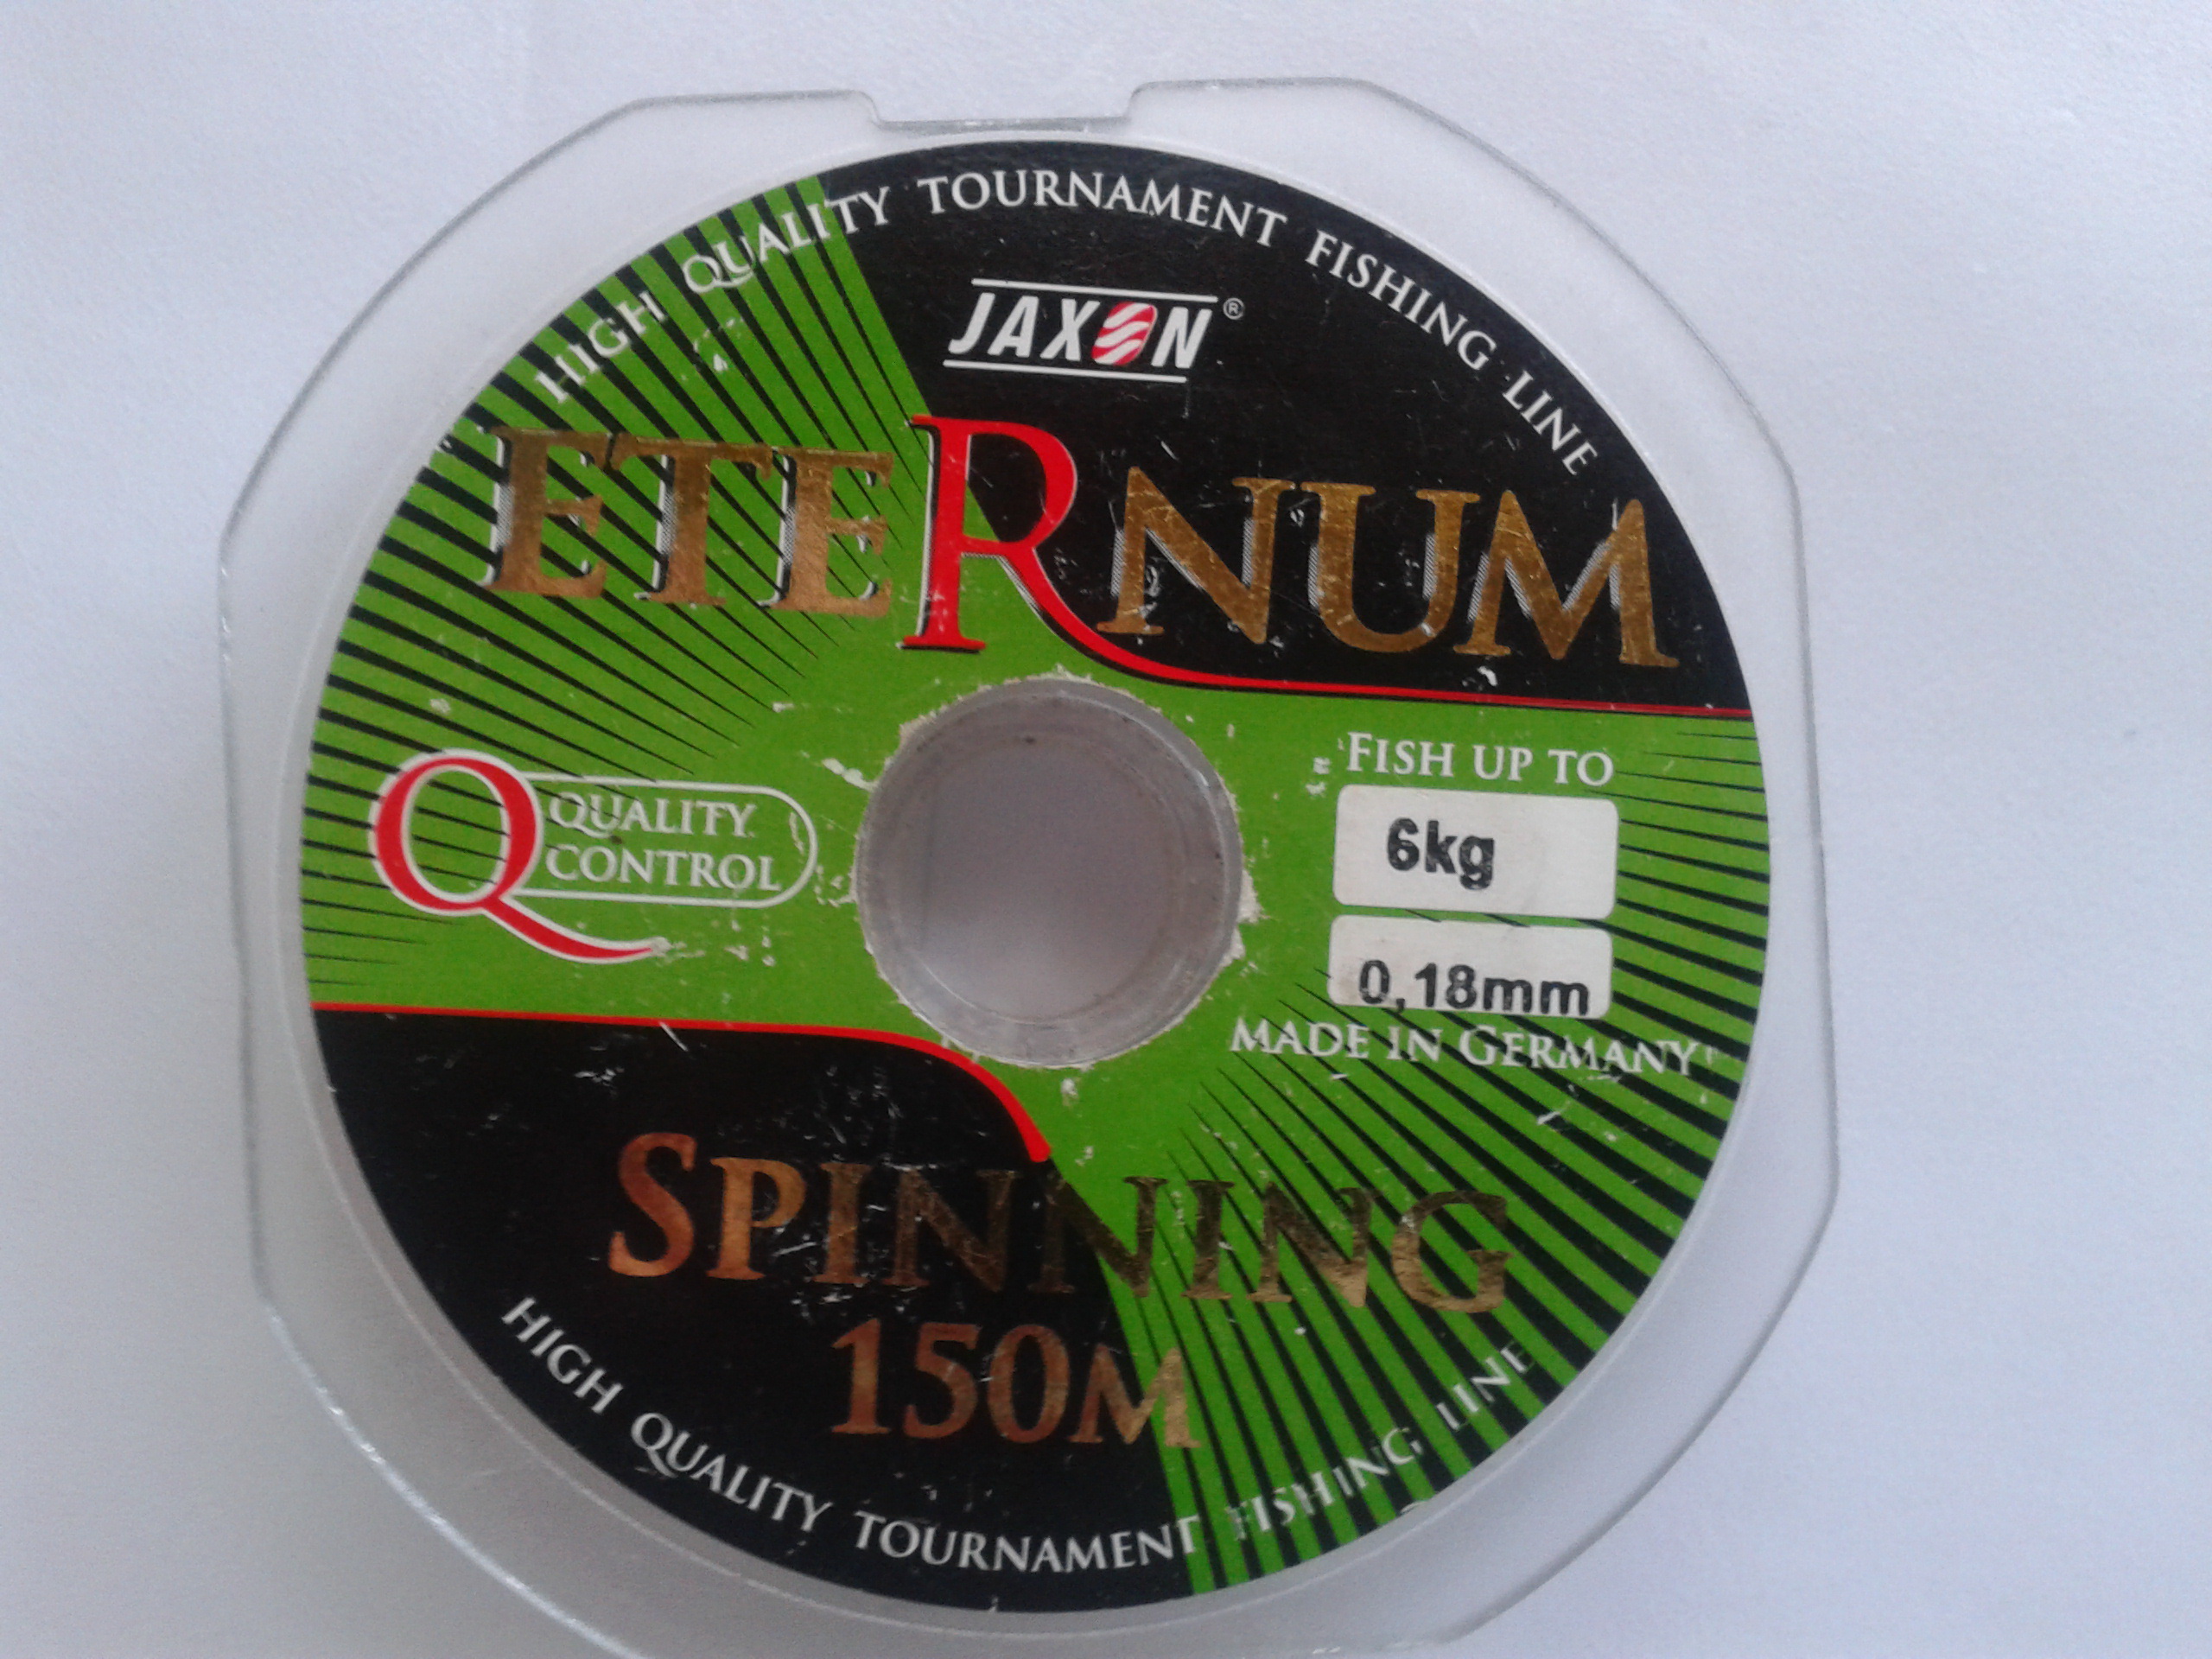 HIGH QUALITY TOURNAMENT FISHING LINE
JAXON®
ETERNUM
FISH UP TO
6kg
Q QUALITY
CONTROL
0,18mm
MADE IN GERMANY
SPINNING
150M
HIGH QUALITY TOURNAMENT FISHING LINE